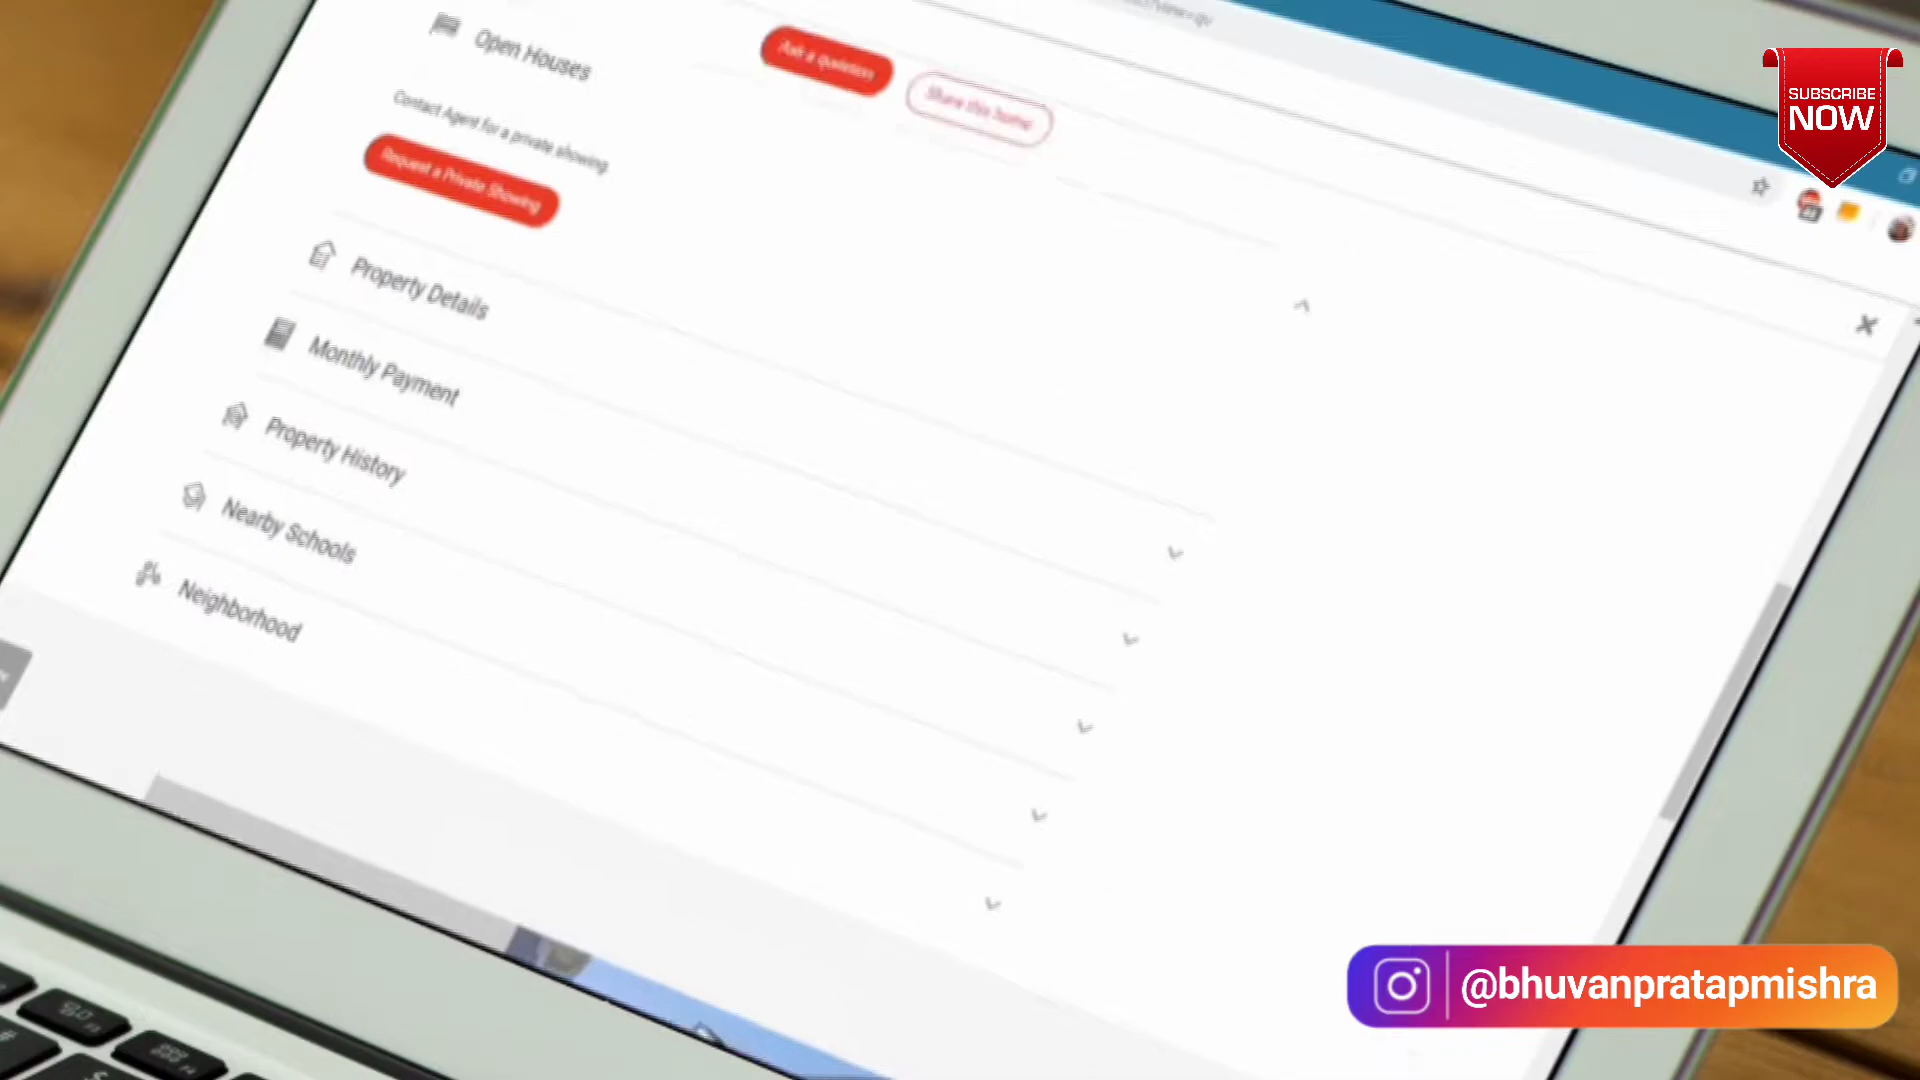 Open Houses
Ask a question
Share this home
Contact Agent for a private showing
Request a Private Showing
Property Details
Monthly Payment
Property History
Nearby Schools
Neighborhood
SUBSCRIBE
NOW
@bhuvanpratapmishra